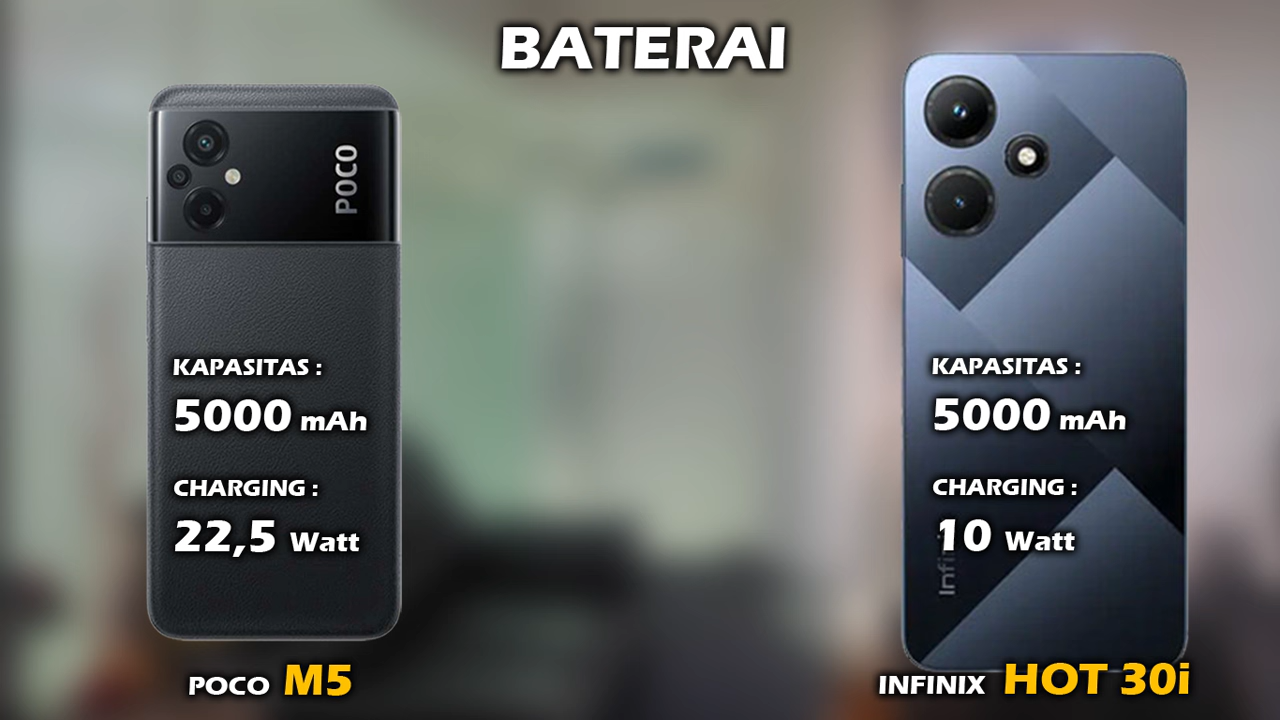 BATERAI
POCO
KAPASITAS :
5000 mAh
CHARGING :
22,5 Watt
POCO M5
KAPASITAS :
5000 mAh
CHARGING :
10 Watt
INFINIX HOT 30i